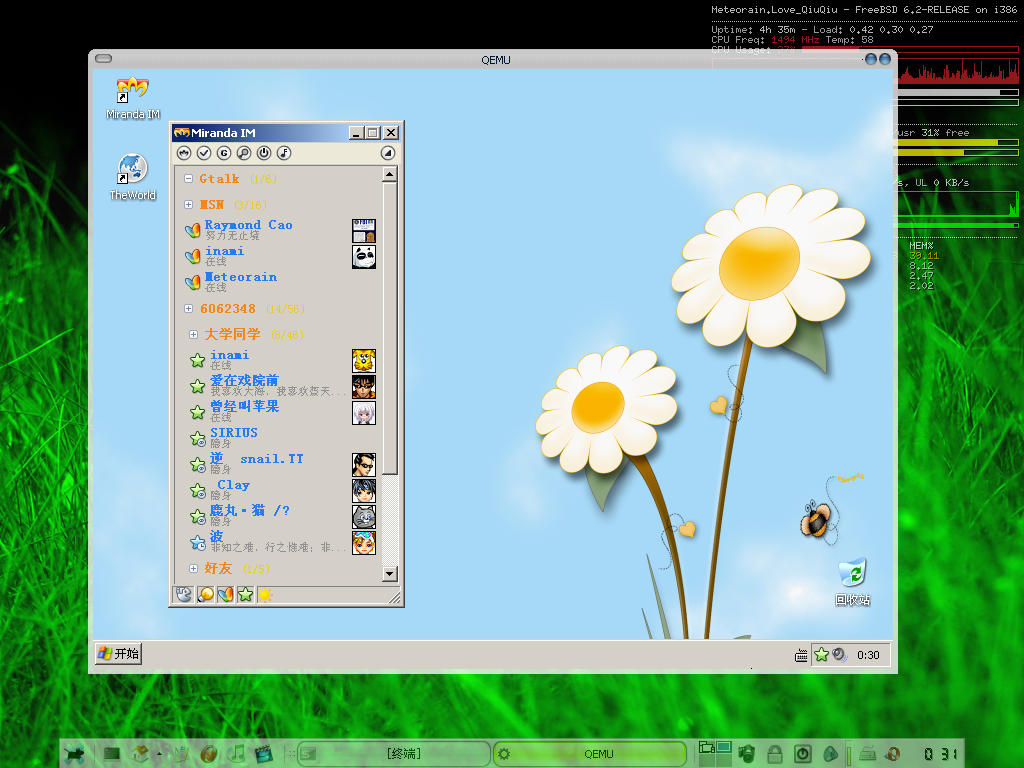 Meteorain.Love_QiuQiu - FreeBSD 6.2-RELEASE on i386
Uptime: 4h 35m - Load: 0.42 0.30 0.27
CPU Freq: 1494 MHz Temp: 58
CPU Usage: 27%
QEMU
/usr 31% free
s, UL 0 KB/s
MEM%
39.11
8.12
2.47
2.02
Miranda IM
TheWorld
Miranda IM
Gtalk (1/6)
MSN (3/16)
Raymond Cao
努力无止境
inami
在线
Meteorain
在线
6062348 (14/56)
大学同学 (8/48)
inami
在线
爱在戏院前
我喜欢大海，我喜欢蓝天...
曾经叫苹果
在线
SIRIUS
隐身
逆 snail.TT
隐身
Clay
隐身
鹿丸·猫 /?
隐身
波
非知之难，行之惟难；非...
好友
回收站
开始
0:30
[终端]
QEMU
0 31